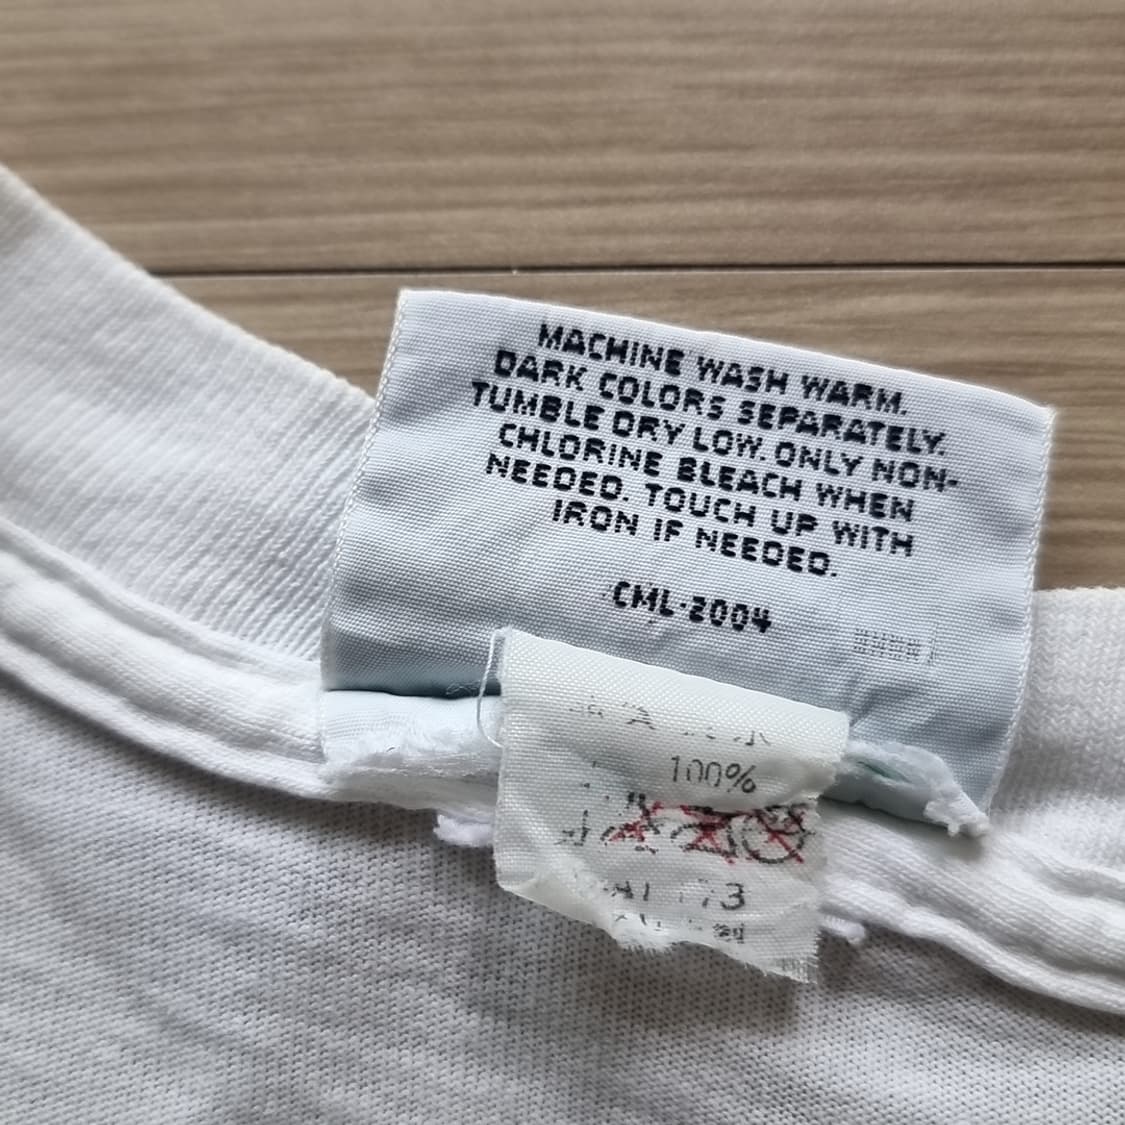 MACHINE WASH WARM.
DARK COLORS SEPARATELY.
TUMBLE DRY LOW. ONLY NON-
CHLORINE BLEACH WHEN
NEEDED. TOUCH UP WITH
IRON IF NEEDED.
CML-2004
100%